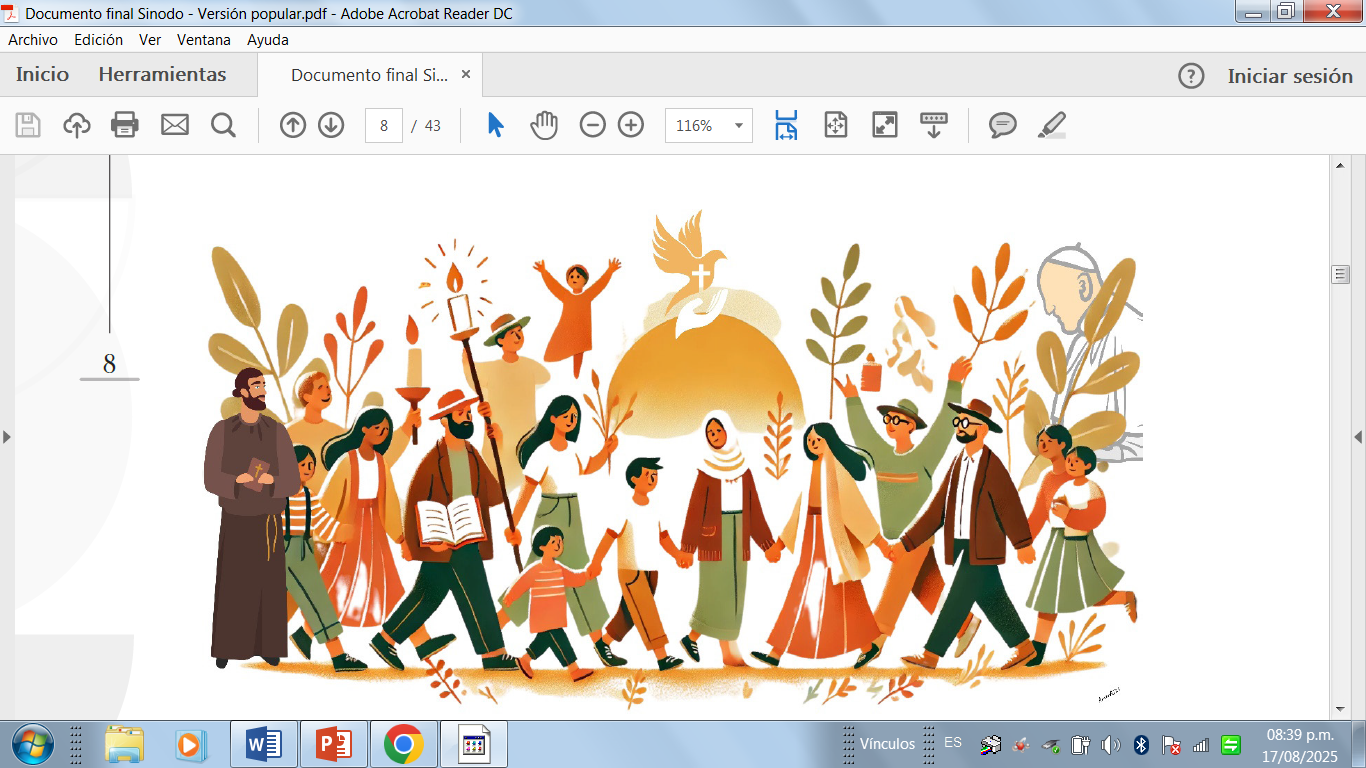 Documento final Sinodo - Versión popular.pdf - Adobe Acrobat Reader DC
Archivo Edición Ver Ventana Ayuda
Inicio Herramientas Documento final Si... × ? Iniciar sesión
8 / 43 116%
8
Vínculos ES 08:39 p.m.
17/08/2025